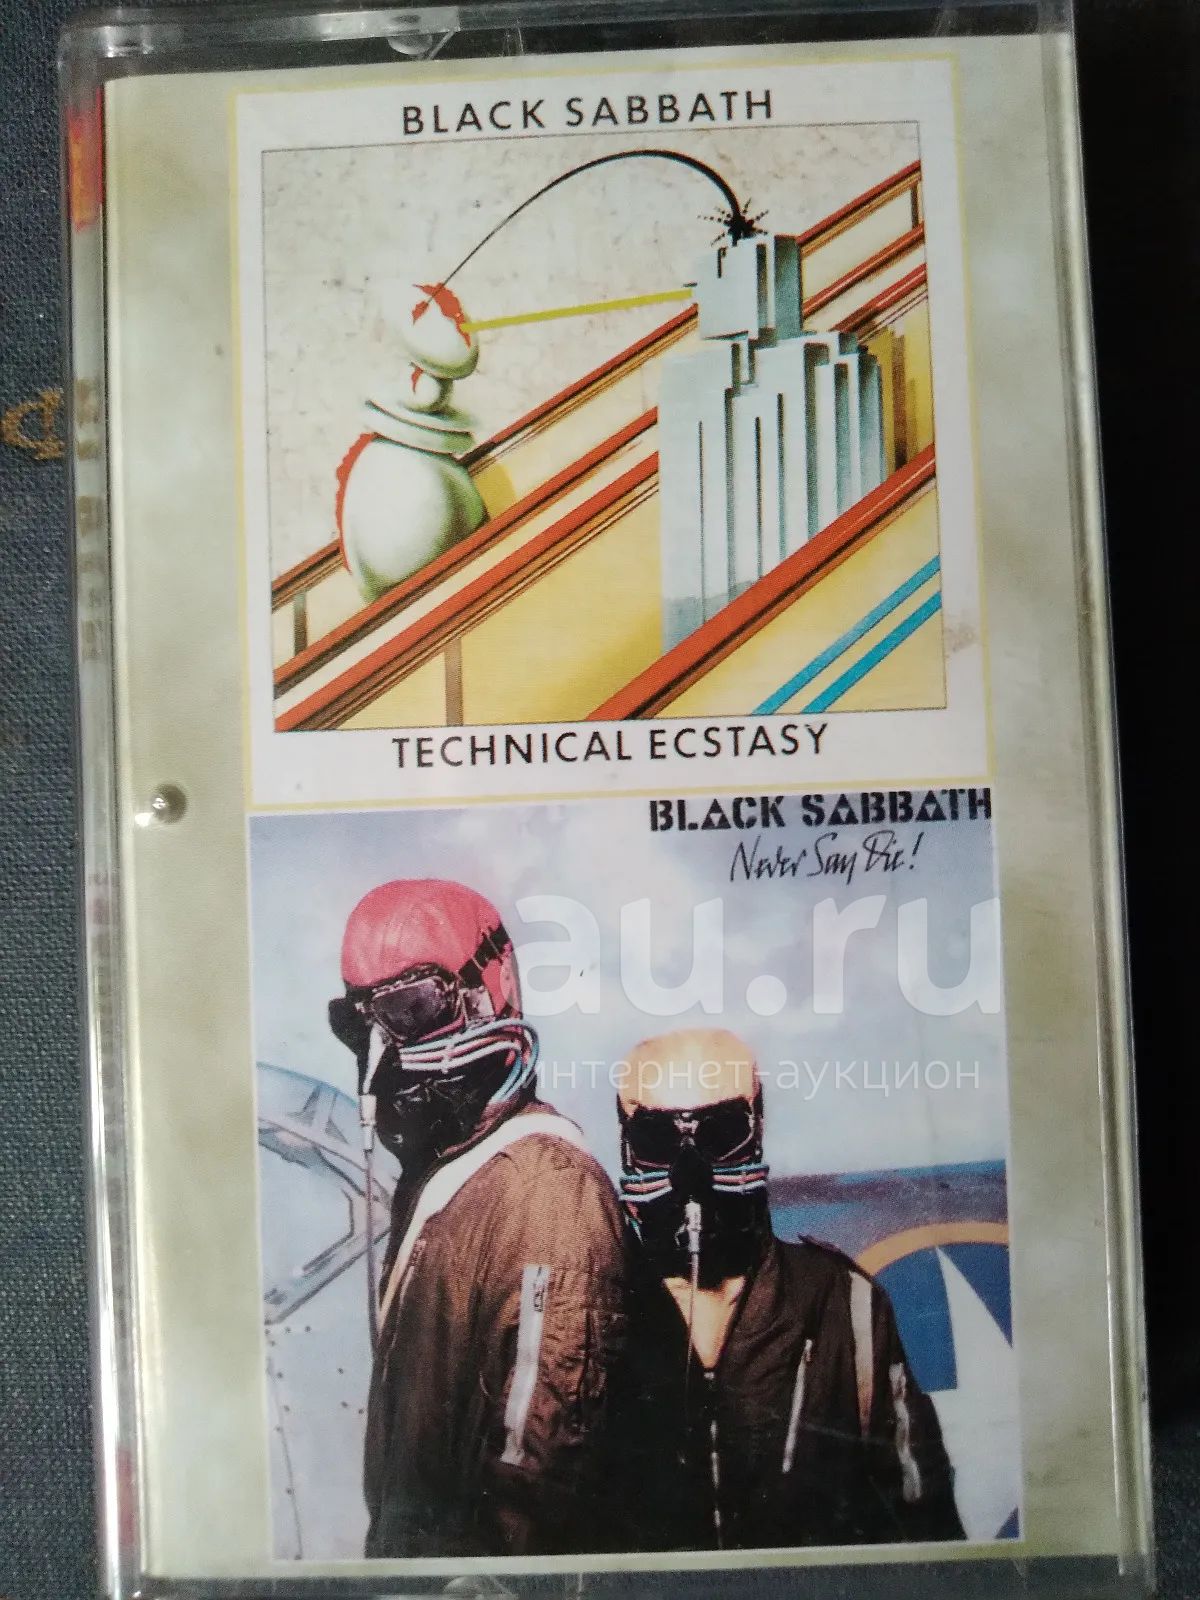 BLACK SABBATH
TECHNICAL ECSTASY
BLACK SABBATH
Never Say Die!
au.ru
интернет-аукцион